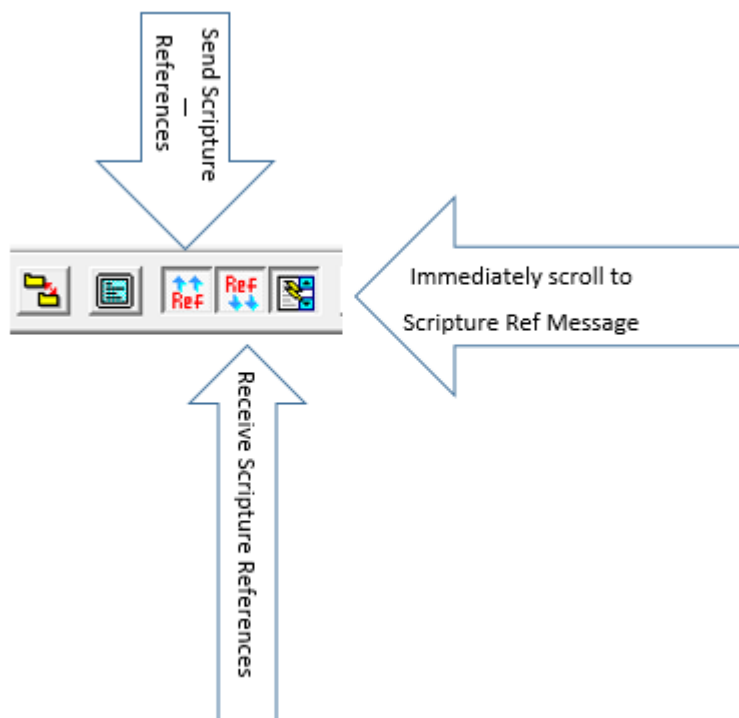 Send Scripture
—
References
Ref
Ref
Immediately scroll to
Scripture Ref Message
Receive Scripture References